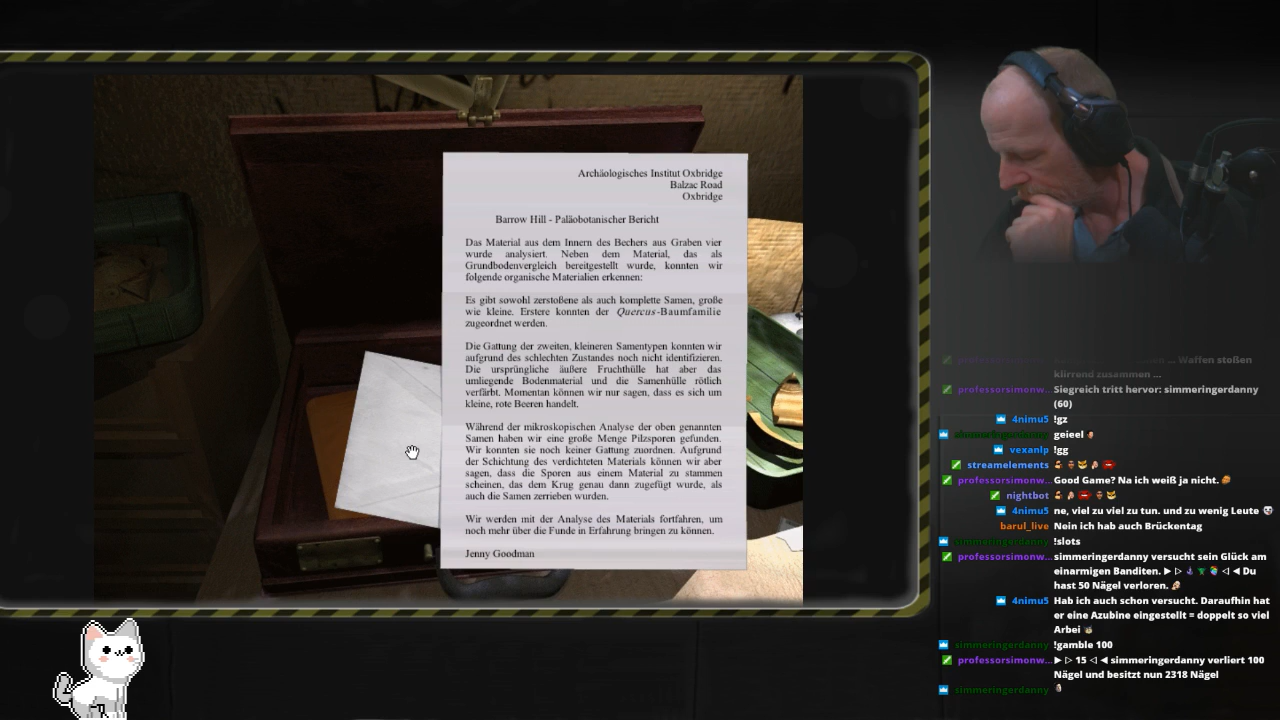 Archäologisches Institut Oxbridge
Balzac Road
Oxbridge
Barrow Hill - Paläobotanischer Bericht
Das Material aus dem Innern des Bechers aus Graben vier
wurde analysiert. Neben dem Material, das als
Grundbodenvergleich bereitgestellt wurde, konnten wir
folgende organische Materialien erkennen:
Es gibt sowohl zerstoßene als auch komplette Samen, große
wie kleine. Erstere konnten der Quercus-Baumfamilie
zugeordnet werden.
Die Gattung der zweiten, kleineren Samentypen konnten wir
aufgrund des schlechten Zustandes noch nicht identifizieren.
Die ursprüngliche äußere Fruchthülle hat aber das
umliegende Bodenmaterial und die Samenhülle rötlich
verfärbt. Momentan können wir nur sagen, dass es sich um
kleine, rote Beeren handelt.
Während der mikroskopischen Analyse der oben genannten
Samen haben wir eine große Menge Pilzsporen gefunden.
Wir konnten sie noch keiner Gattung zuordnen. Aufgrund
der Schichtung des verdichteten Materials können wir aber
sagen, dass die Sporen aus einem Material zu stammen
scheinen, das dem Krug genau dann zugefügt wurde, als
auch die Samen zerrieben wurden.
Wir werden mit der Analyse des Materials fortfahren, um
noch mehr über die Funde in Erfahrung bringen zu können.
Jenny Goodman
... Waffen stoßen
klirrend zusammen ...
professorsimonw... Siegreich tritt hervor: simmeringerdanny
(60)
4nimu5 !gz
simmeringerdanny geieel
vexanlp !gg
streamelements
professorsimonw... Good Game? Na ich weiß ja nicht.
nightbot
4nimu5 ne, viel zu viel zu tun. und zu wenig Leute
barul_live Nein ich hab auch Brückentag
simmeringerdanny !slots
professorsimonw... simmeringerdanny versucht sein Glück am
einarmigen Banditen. ▶ ▷ ◁ ◀ Du
hast 50 Nägel verloren.
4nimu5 Hab ich auch schon versucht. Daraufhin hat
er eine Azubine eingestellt = doppelt so viel
Arbei
simmeringerdanny !gamble 100
professorsimonw... ▶ ▷ 15 ◁ ◀ simmeringerdanny verliert 100
Nägel und besitzt nun 2318 Nägel
simmeringerdanny